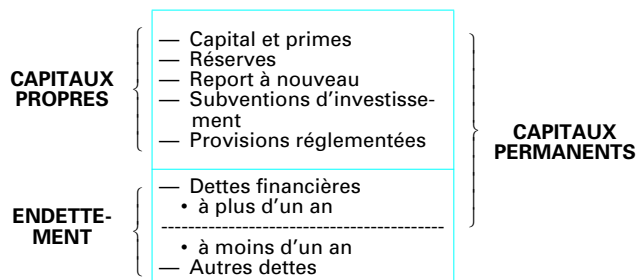 CAPITAUX
PROPRES
— Capital et primes
— Réserves
— Report à nouveau
— Subventions d'investisse-
ment
— Provisions réglementées
CAPITAUX
PERMANENTS
ENDETTE-
MENT
— Dettes financières
• à plus d'un an
• à moins d'un an
— Autres dettes